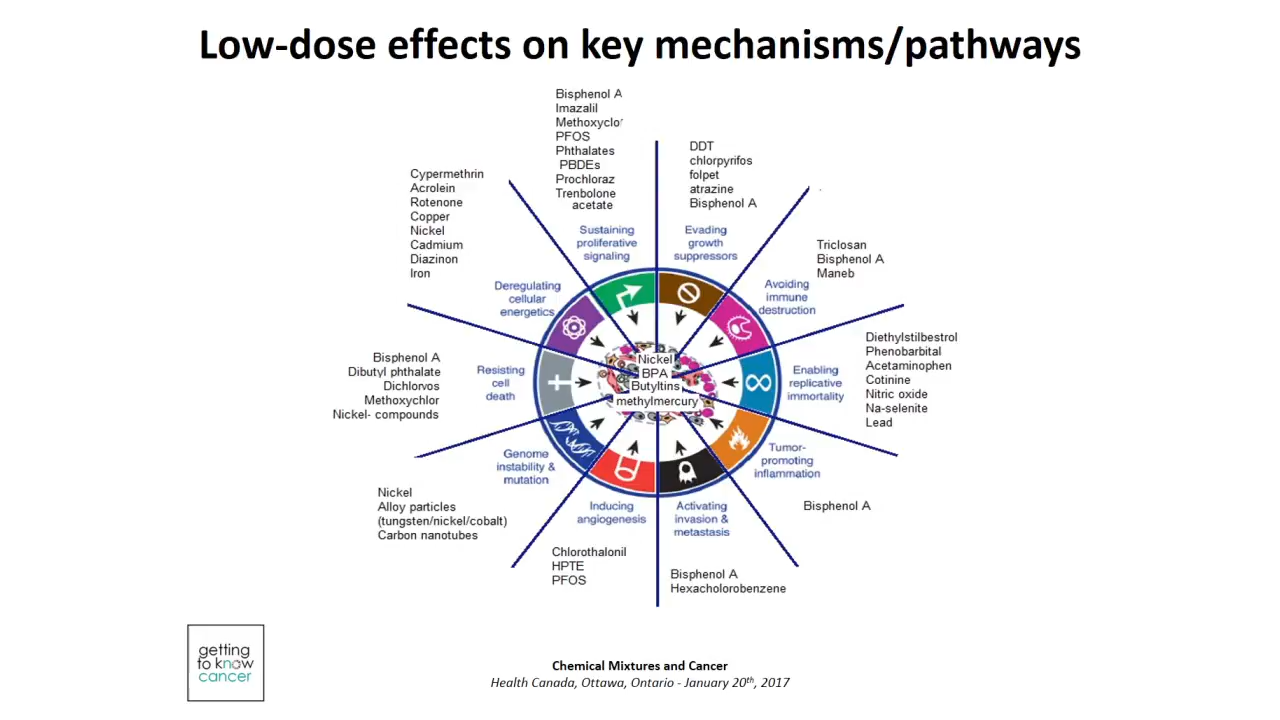 Low-dose effects on key mechanisms/pathways
Bisphenol A
Imazalil
Methoxyclor
PFOS
Phthalates
PBDEs
Prochloraz
Trenbolone
acetate
DDT
chlorpyrifos
folpet
atrazine
Bisphenol A
Cypermethrin
Acrolein
Rotenone
Copper
Nickel
Cadmium
Diazinon
Iron
Sustaining
proliferative
signaling
Evading
growth
suppressors
Triclosan
Bisphenol A
Maneb
Deregulating
cellular
energetics
Avoiding
immune
destruction
Diethylstilbestrol
Phenobarbital
Acetaminophen
Cotinine
Nitric oxide
Na-selenite
Lead
Bisphenol A
Dibutyl phthalate
Dichlorvos
Methoxychlor
Nickel- compounds
Resisting
cell
death
Nickel
BPA
Butyltins
methylmercury
Enabling
replicative
immortality
Genome
instability &
mutation
Tumor-
promoting
inflammation
Nickel
Alloy particles
(tungsten/nickel/cobalt)
Carbon nanotubes
Inducing
angiogenesis
Activating
invasion &
metastasis
Bisphenol A
Chlorothalonil
HPTE
PFOS
Bisphenol A
Hexacholorobenzene
getting
to know
cancer
Chemical Mixtures and Cancer
Health Canada, Ottawa, Ontario - January 20th, 2017